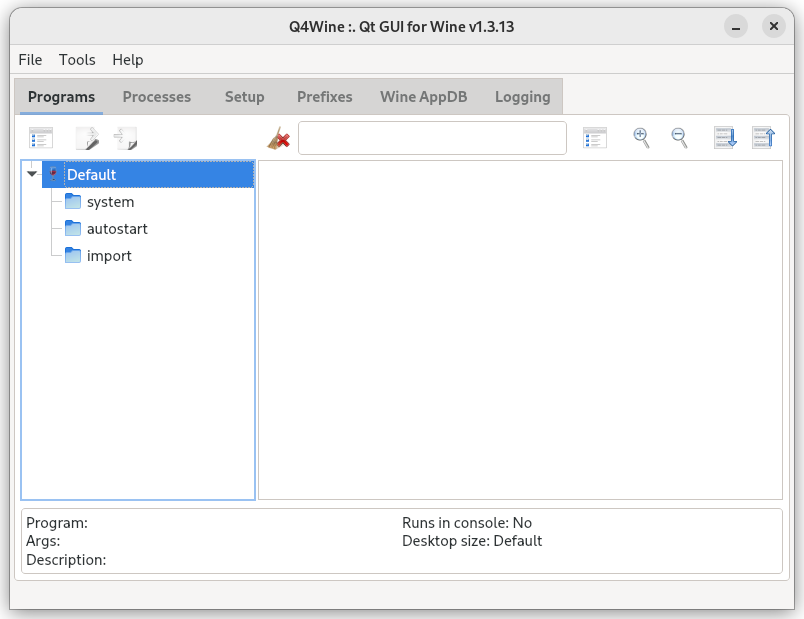 Q4Wine :. Qt GUI for Wine v1.3.13
File Tools Help
Programs Processes Setup Prefixes Wine AppDB Logging
Default
system
autostart
import
Program: Runs in console: No
Args: Desktop size: Default
Description: